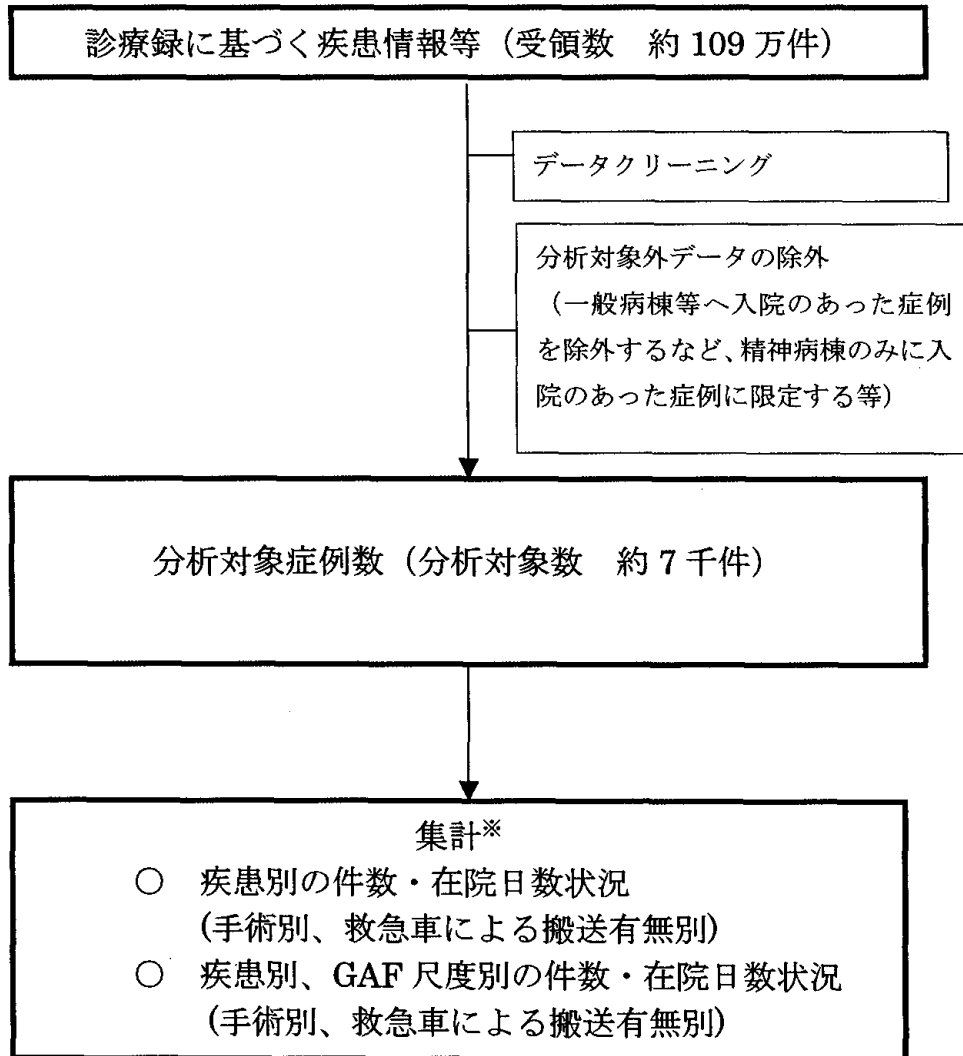 診療録に基づく疾患情報等（受領数　約 109 万件）
データクリーニング
分析対象外データの除外
（一般病棟等へ入院のあった症例
を除外するなど、精神病棟のみに入
院のあった症例に限定する等）
分析対象症例数（分析対象数　約 7 千件）
集計※
○　疾患別の件数・在院日数状況
(手術別、救急車による搬送有無別)
○　疾患別、GAF 尺度別の件数・在院日数状況
(手術別、救急車による搬送有無別)